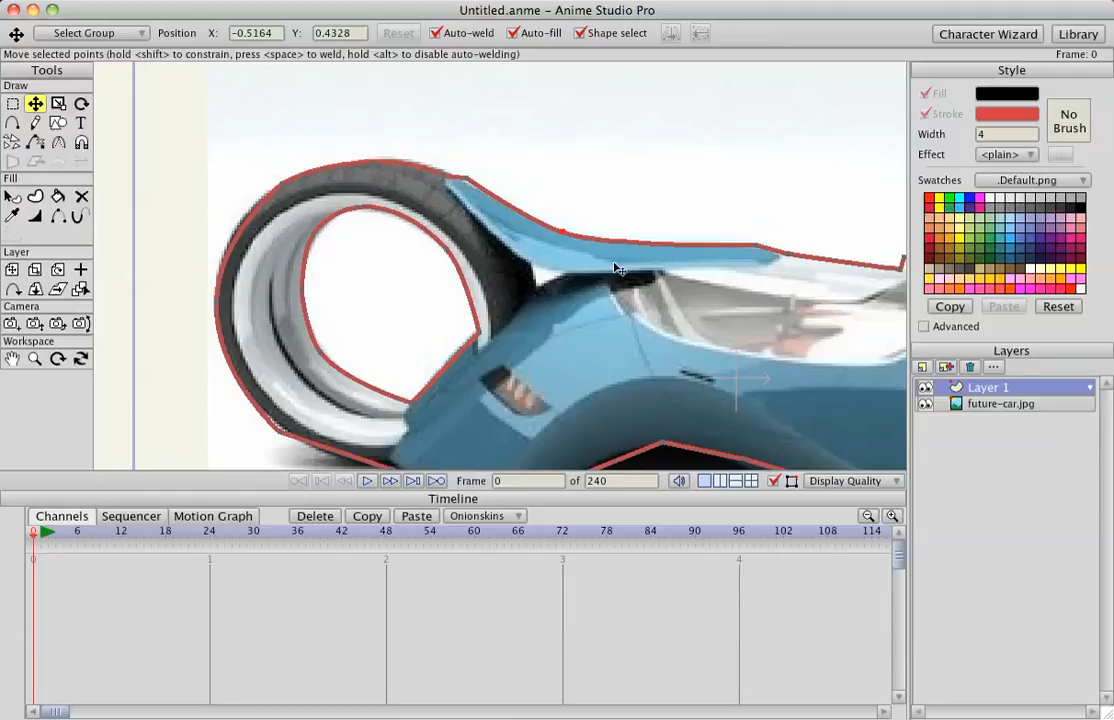 Untitled.anme – Anime Studio Pro
Select Group Position X: -0.5164 Y: 0.4328 Reset Auto-weld Auto-fill Shape select Character Wizard Library
Move selected points (hold <shift> to constrain, press <space> to weld, hold <alt> to disable auto-welding) Frame: 0
Tools
Draw
T
Fill
Layer
Camera
Workspace
Style
Fill
Stroke
No Brush
Width 4
Effect <plain> ...
Swatches .Default.png
Copy Paste Reset
Advanced
Layers
...
Layer 1
future-car.jpg
Frame 0 of 240 Display Quality
Timeline
Channels Sequencer Motion Graph Delete Copy Paste Onionskins
0 6 12 18 24 30 36 42 48 54 60 66 72 78 84 90 96 102 108 114
0 1 2 3 4